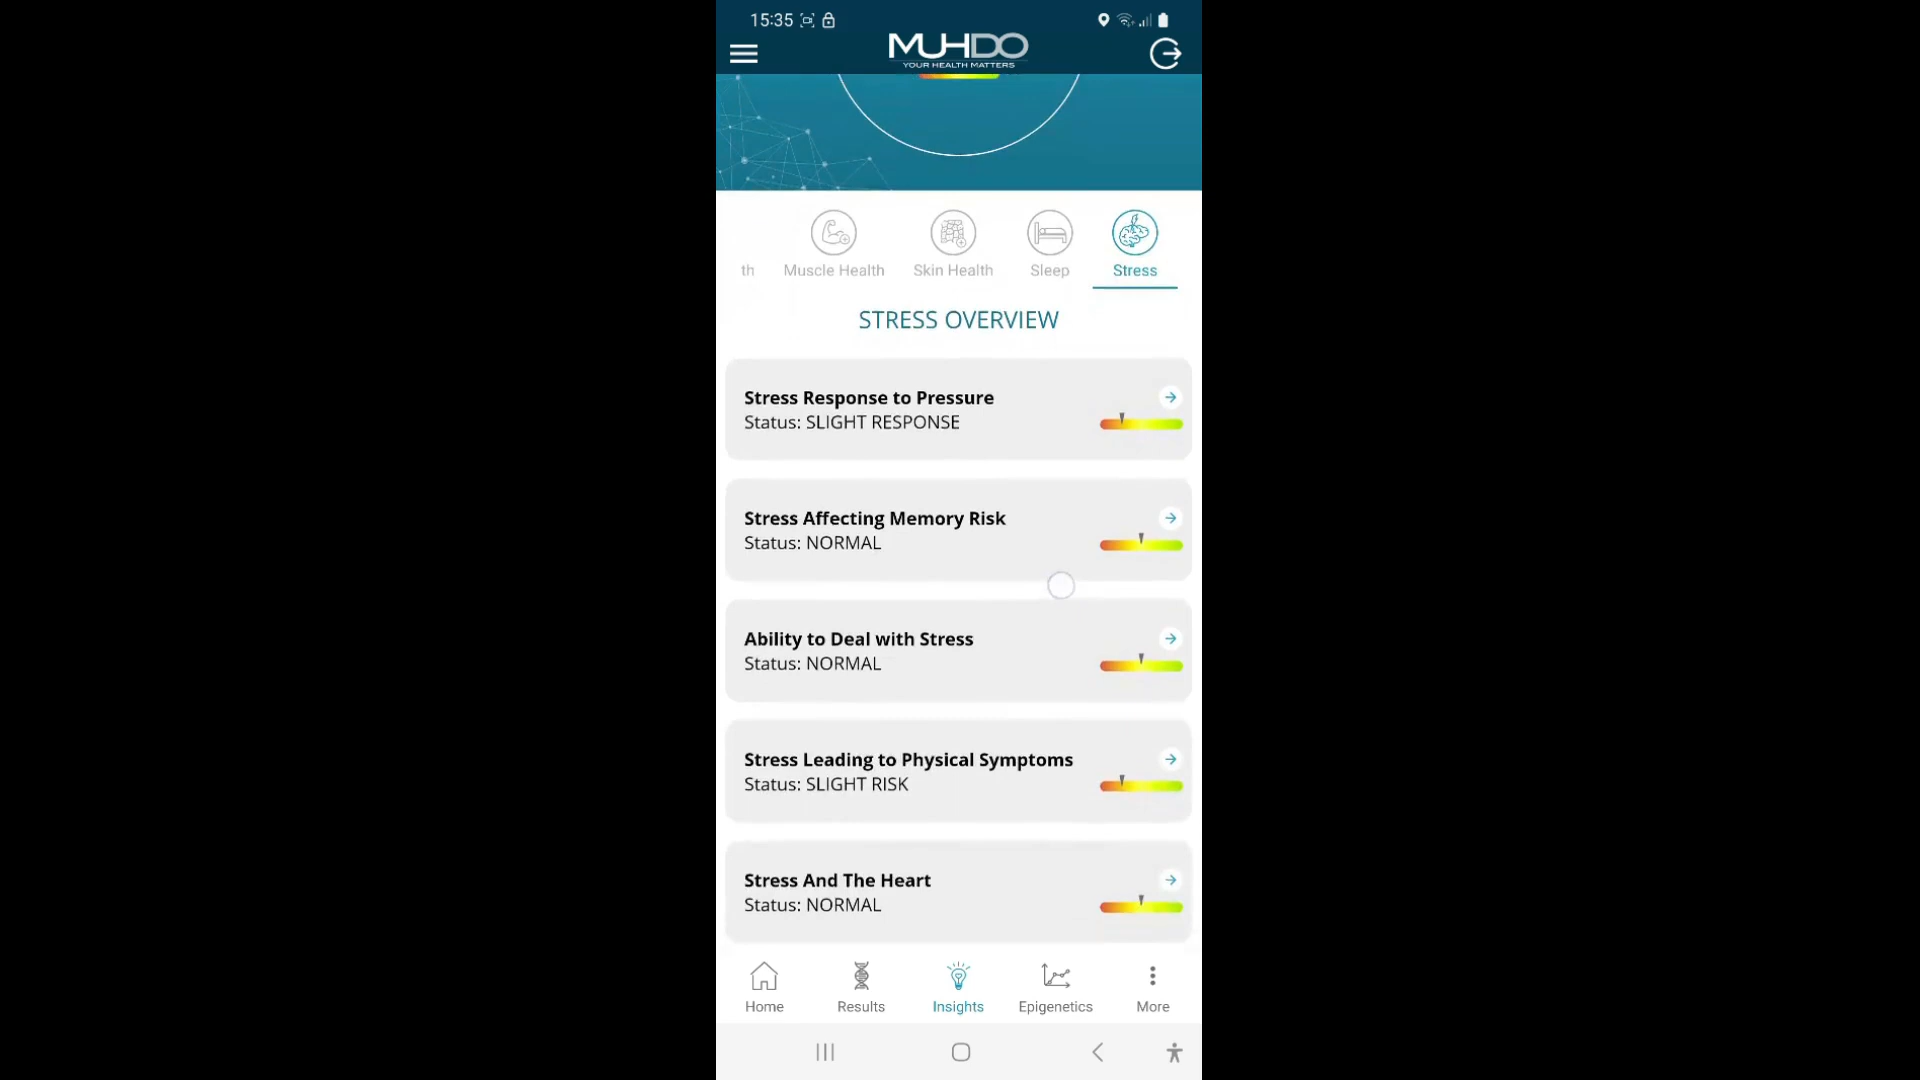 15:35
MUHDO
YOUR HEALTH MATTERS
th
Muscle Health
Skin Health
Sleep
Stress
STRESS OVERVIEW
Stress Response to Pressure
Status: SLIGHT RESPONSE
Stress Affecting Memory Risk
Status: NORMAL
Ability to Deal with Stress
Status: NORMAL
Stress Leading to Physical Symptoms
Status: SLIGHT RISK
Stress And The Heart
Status: NORMAL
Home
Results
Insights
Epigenetics
More